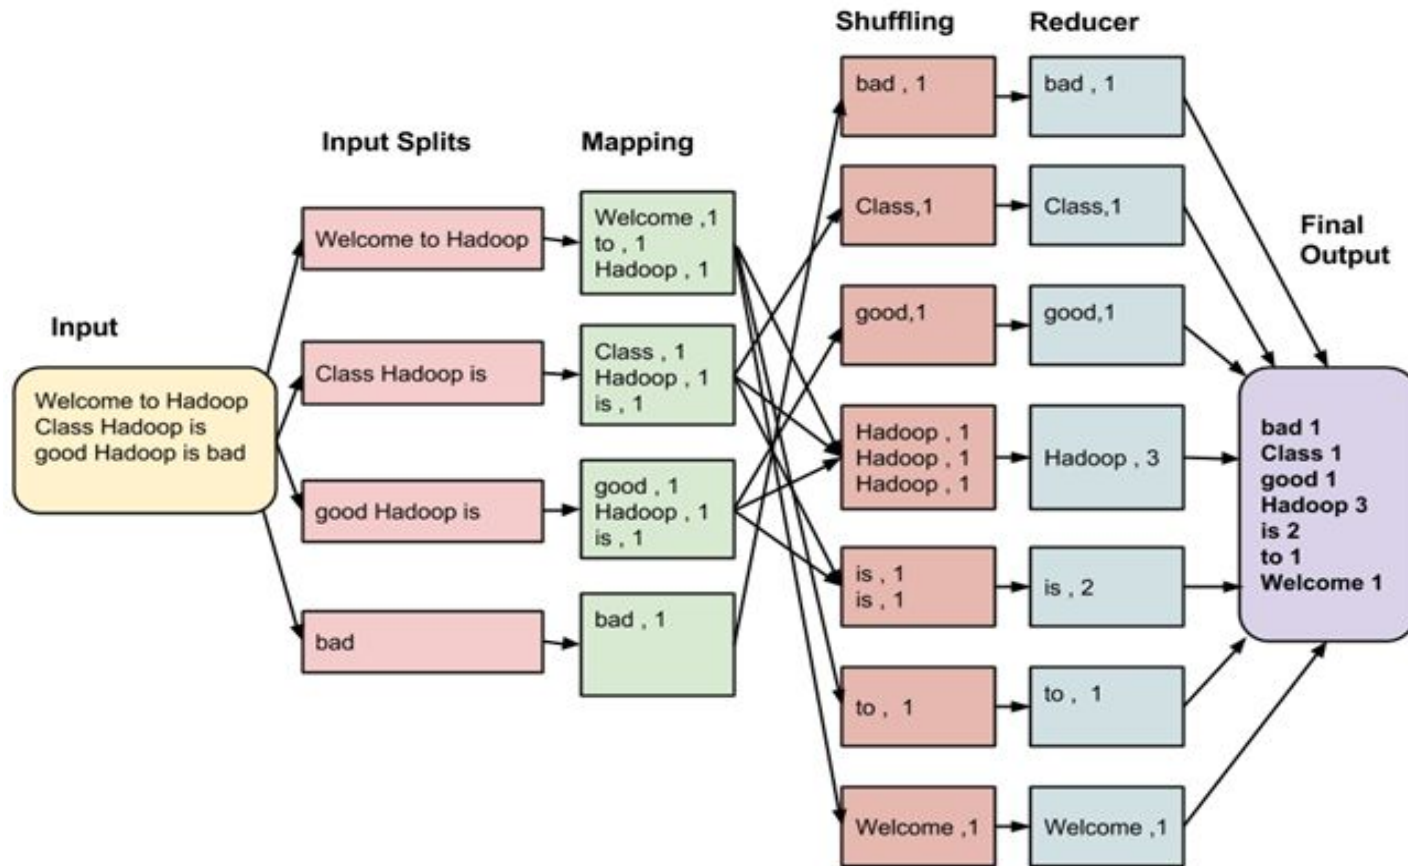 Input
Welcome to Hadoop
Class Hadoop is
good Hadoop is bad
Input Splits
Welcome to Hadoop
Class Hadoop is
good Hadoop is
bad
Mapping
Welcome ,1
to , 1
Hadoop , 1
Class , 1
Hadoop , 1
is , 1
good , 1
Hadoop , 1
is , 1
bad , 1
Shuffling
bad , 1
Class,1
good,1
Hadoop , 1
Hadoop , 1
Hadoop , 1
is , 1
is , 1
to , 1
Welcome ,1
Reducer
bad , 1
Class,1
good,1
Hadoop , 3
is , 2
to , 1
Welcome ,1
Final
Output
bad 1
Class 1
good 1
Hadoop 3
is 2
to 1
Welcome 1